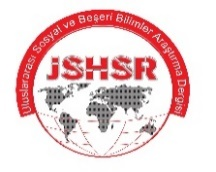 Uluslararası Sosyal ve Beşeri Bilimler Araştırma Dergisi
JSHSR